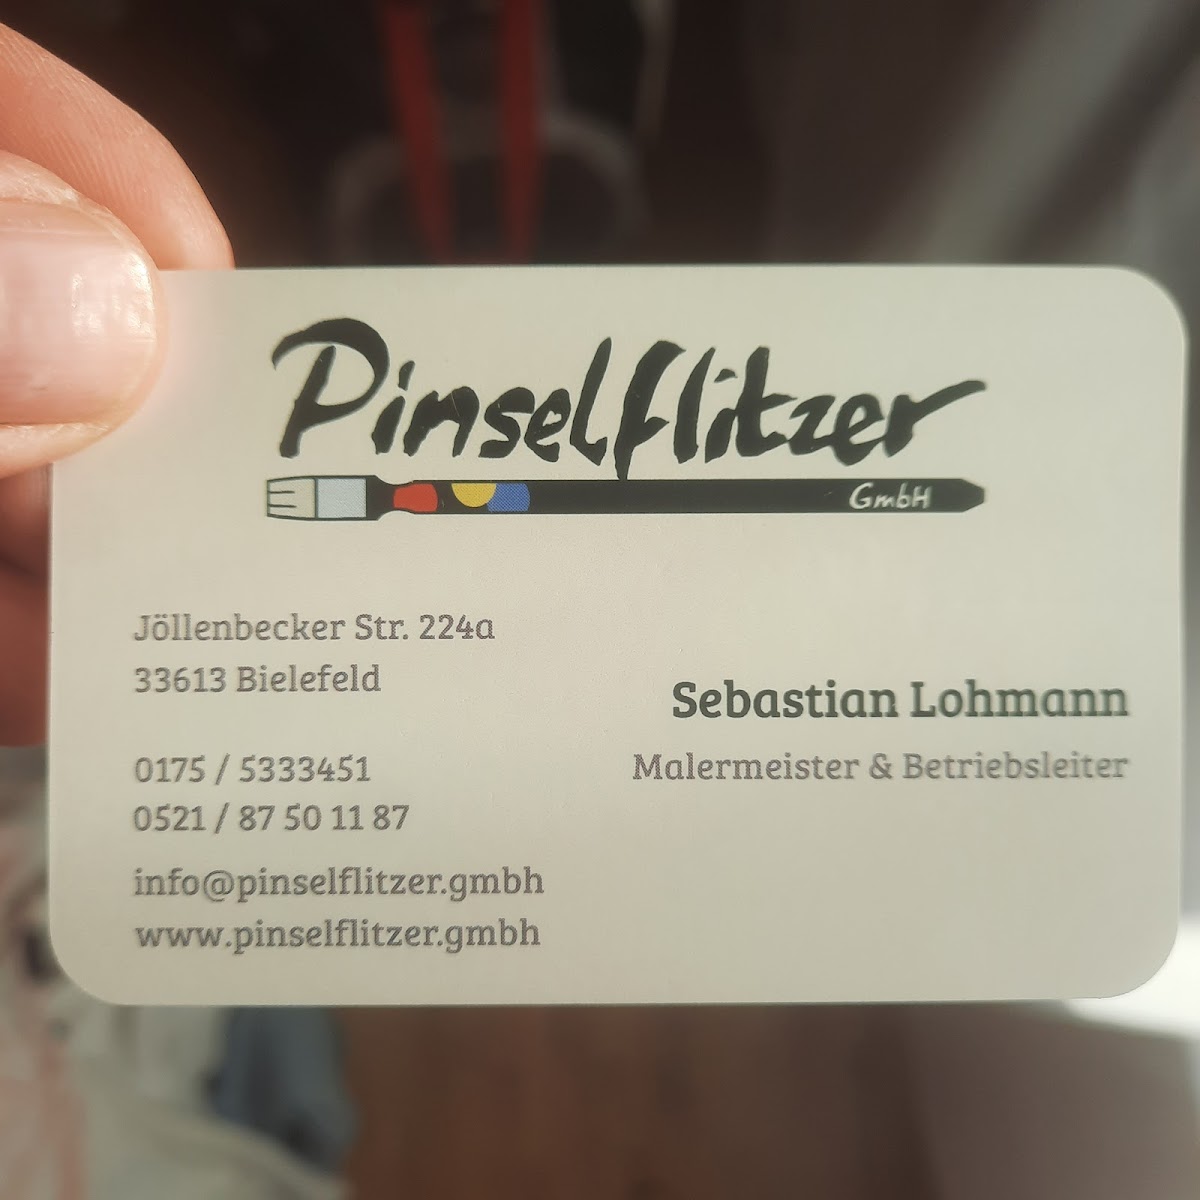 Pinselflitzer
GmbH
Jöllenbecker Str. 224a
33613 Bielefeld
Sebastian Lohmann
Malermeister & Betriebsleiter
0175 / 5333451
0521 / 87 50 11 87
info@pinselflitzer.gmbh
www.pinselflitzer.gmbh